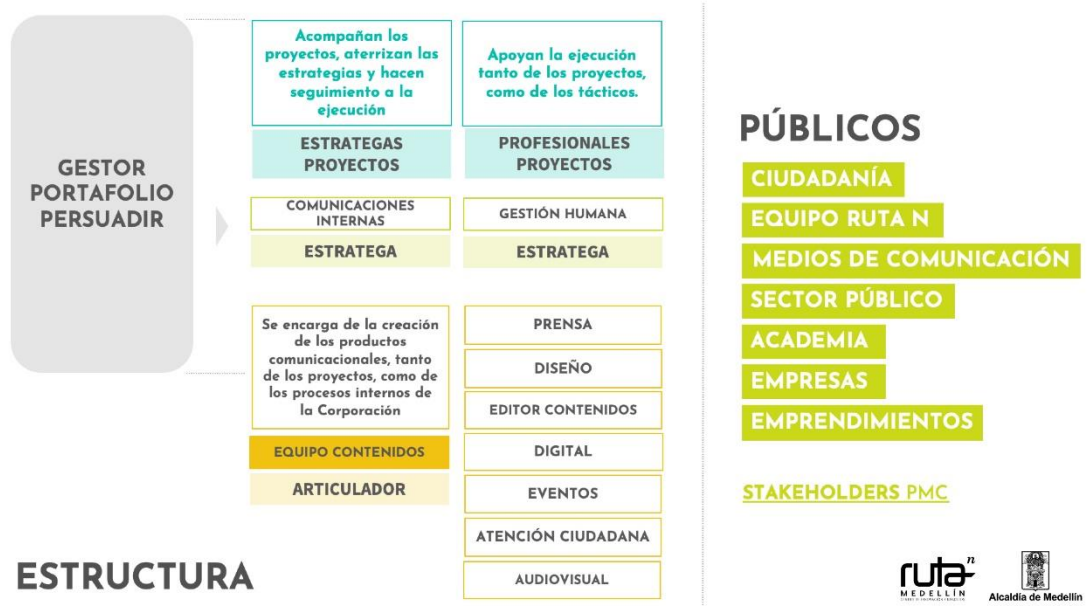 GESTOR
PORTAFOLIO
PERSUADIR
Acompañan los
proyectos, aterrizan las
estrategias y hacen
seguimiento a la
ejecución
ESTRATEGAS
PROYECTOS
Apoyan la ejecución
tanto de los proyectos,
como de los tácticos.
PROFESIONALES
PROYECTOS
COMUNICACIONES
INTERNAS
ESTRATEGA
GESTIÓN HUMANA
ESTRATEGA
Se encarga de la creación
de los productos
comunicacionales, tanto
de los proyectos, como de
los procesos internos de
la Corporación
EQUIPO CONTENIDOS
ARTICULADOR
PRENSA
DISEÑO
EDITOR CONTENIDOS
DIGITAL
EVENTOS
ATENCIÓN CIUDADANA
AUDIOVISUAL
ESTRUCTURA
PÚBLICOS
CIUDADANÍA
EQUIPO RUTA N
MEDIOS DE COMUNICACIÓN
SECTOR PÚBLICO
ACADEMIA
EMPRESAS
EMPRENDIMIENTOS
STAKEHOLDERS PMC
ruta n
MEDELLÍN
Alcaldía de Medellín